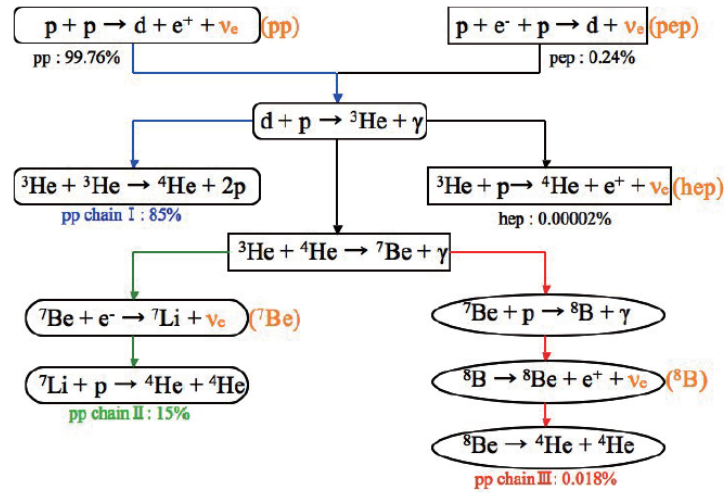 p + p → d + e⁺ + νₑ (pp)
p + e⁻ + p → d + νₑ (pep)
pp : 99.76%
pep : 0.24%
d + p → ³He + γ
³He + ³He → ⁴He + 2p
³He + p → ⁴He + e⁺ + νₑ (hep)
pp chain Ⅰ : 85%
hep : 0.00002%
³He + ⁴He → ⁷Be + γ
⁷Be + e⁻ → ⁷Li + νₑ (⁷Be)
⁷Be + p → ⁸B + γ
⁷Li + p → ⁴He + ⁴He
⁸B → ⁸Be + e⁺ + νₑ (⁸B)
pp chain Ⅱ : 15%
⁸Be → ⁴He + ⁴He
pp chain Ⅲ : 0.018%